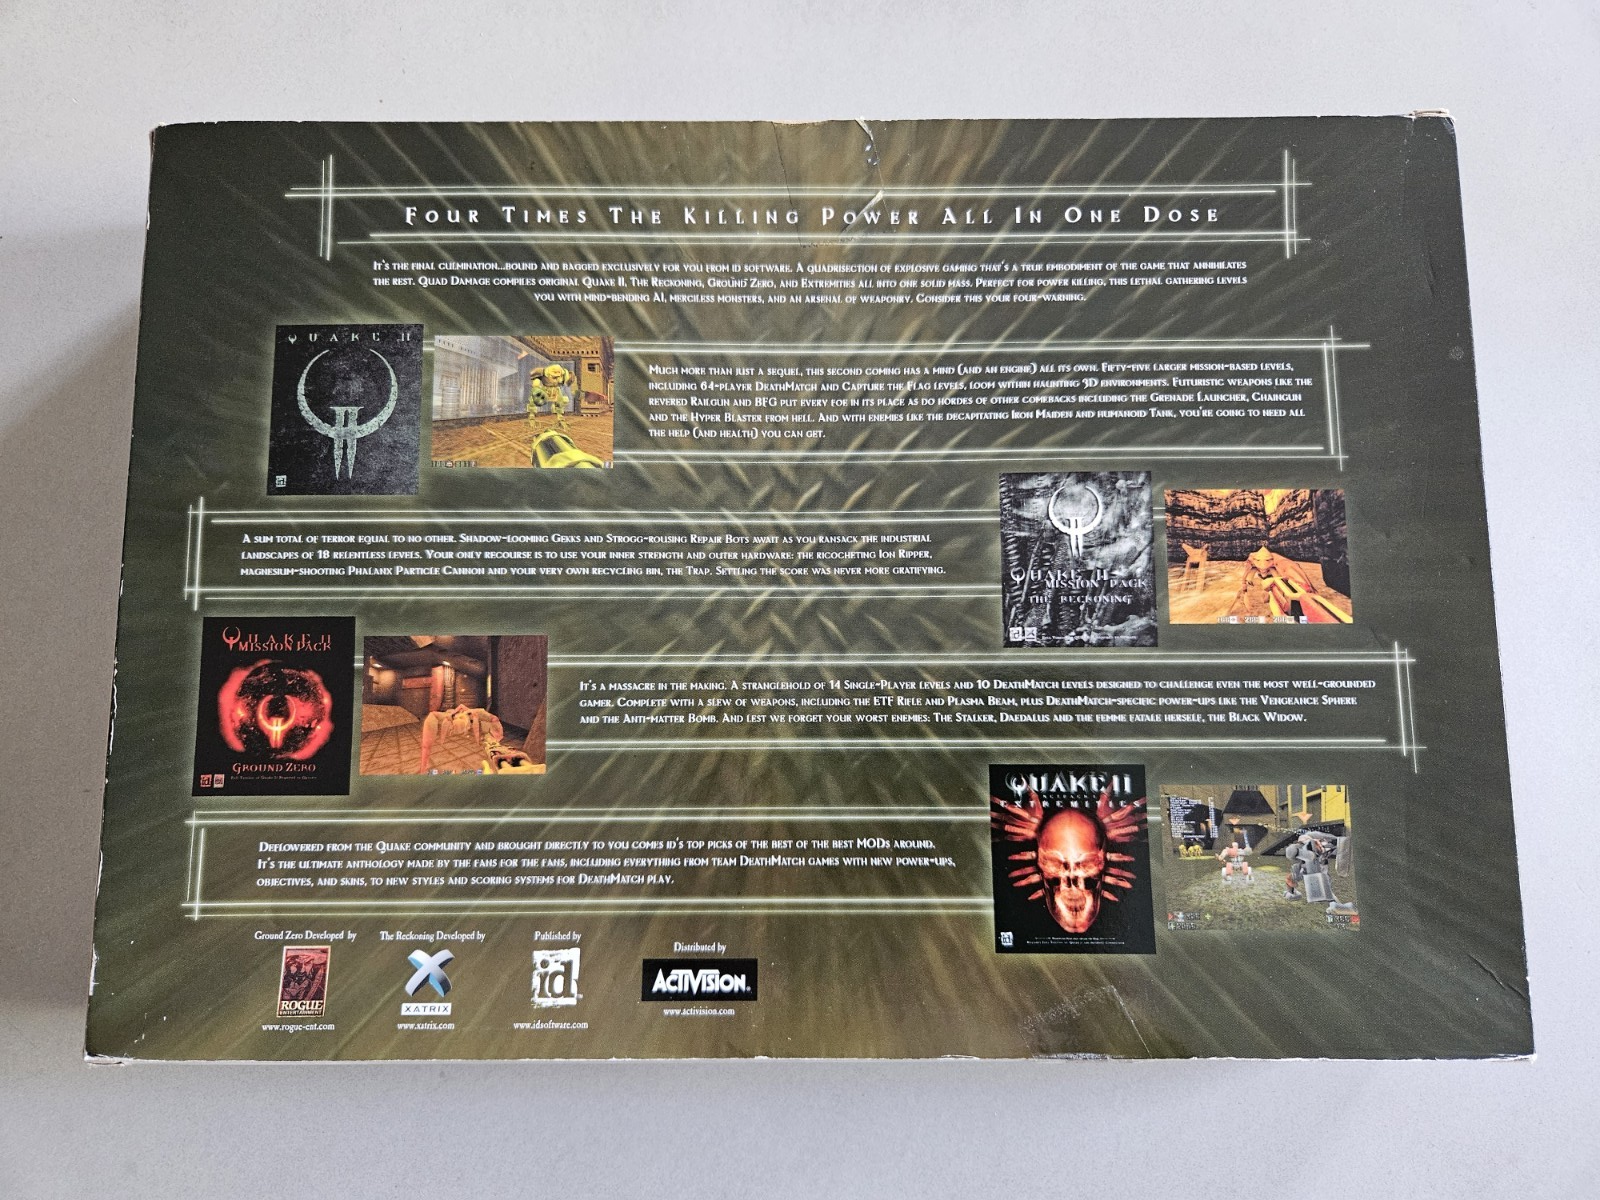 Four Times The Killing Power All In One Dose
It's the final culmination...bound and bagged exclusively for you from id Software. A quadrisection of explosive gaming that's a true embodiment of the game that annihilates
the rest. Quad Damage compiles original Quake II, The Reckoning, Ground Zero, and Extremities all into one solid mass. Perfect for power killing, this lethal gathering levels
you with mind-bending AI, merciless monsters, and an arsenal of weaponry. Consider this your four-warning.
QUAKE II
id
Much more than just a sequel, this second coming has a mind (and an engine) all its own. Fifty-five larger mission-based levels,
including 64-player DeathMatch and Capture the Flag levels, loom within haunting 3D environments. Futuristic weapons like the
revered Railgun and BFG put every foe in its place as do hordes of other comebacks including the Grenade Launcher, Chaingun
and the Hyper Blaster from hell. And with enemies like the decapitating Iron Maiden and humanoid Tank, you're going to need all
the help (and health) you can get.
A sum total of terror equal to no other. Shadow-looming Gekks and Strogg-rousing Repair Bots await as you ransack the industrial
landscapes of 18 relentless levels. Your only recourse is to use your inner strength and outer hardware: the ricocheting Ion Ripper,
magnesium-shooting Phalanx Particle Cannon and your very own recycling bin, the Trap. Settling the score was never more gratifying.
QUAKE II
MISSION PACK
THE RECKONING
id
QUAKE II
MISSION PACK
GROUND ZERO
id
It's a massacre in the making. A stranglehold of 14 Single-Player levels and 10 DeathMatch levels designed to challenge even the most well-grounded
gamer. Complete with a slew of weapons, including the ETF Rifle and Plasma Beam, plus DeathMatch-specific power-ups like the Vengeance Sphere
and the Anti-matter Bomb. And lest we forget your worst enemies: The Stalker, Daedalus and the femme fatale herself, the Black Widow.
QUAKE II
NETPACK I
EXTREMITIES
id
Deflowered from the Quake community and brought directly to you comes id's top picks of the best of the best MODs around.
It's the ultimate anthology made by the fans for the fans, including everything from team DeathMatch games with new power-ups,
objectives, and skins, to new styles and scoring systems for DeathMatch play.
Ground Zero Developed by
ROGUE
ENTERTAINMENT
www.rogue-ent.com
The Reckoning Developed by
XATRIX
www.xatrix.com
Published by
id
www.idsoftware.com
Distributed by
ACTIVISION.
www.activision.com